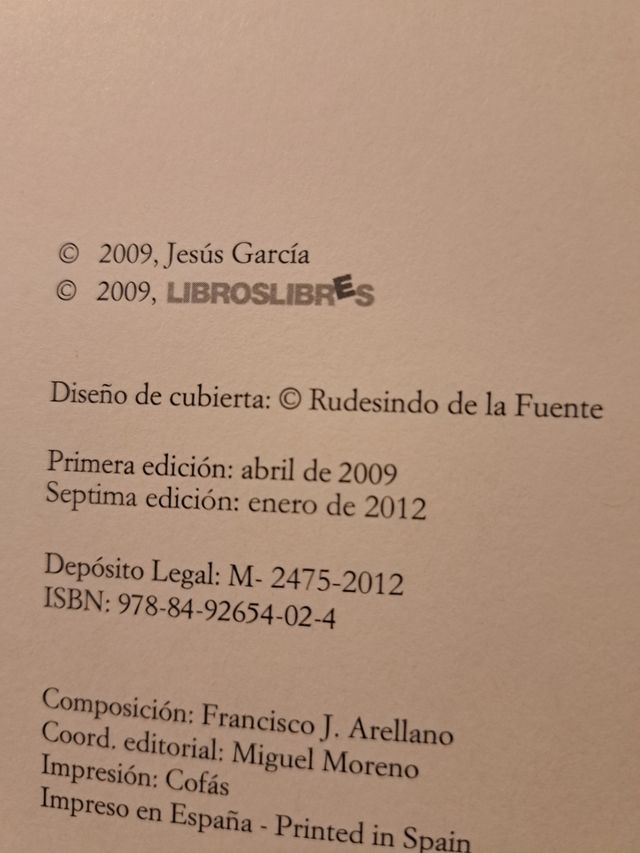 © 2009, Jesús García
© 2009, LIBROSLIBRES
Diseño de cubierta: © Rudesindo de la Fuente
Primera edición: abril de 2009
Septima edición: enero de 2012
Depósito Legal: M- 2475-2012
ISBN: 978-84-92654-02-4
Composición: Francisco J. Arellano
Coord. editorial: Miguel Moreno
Impresión: Cofás
Impreso en España - Printed in Spain